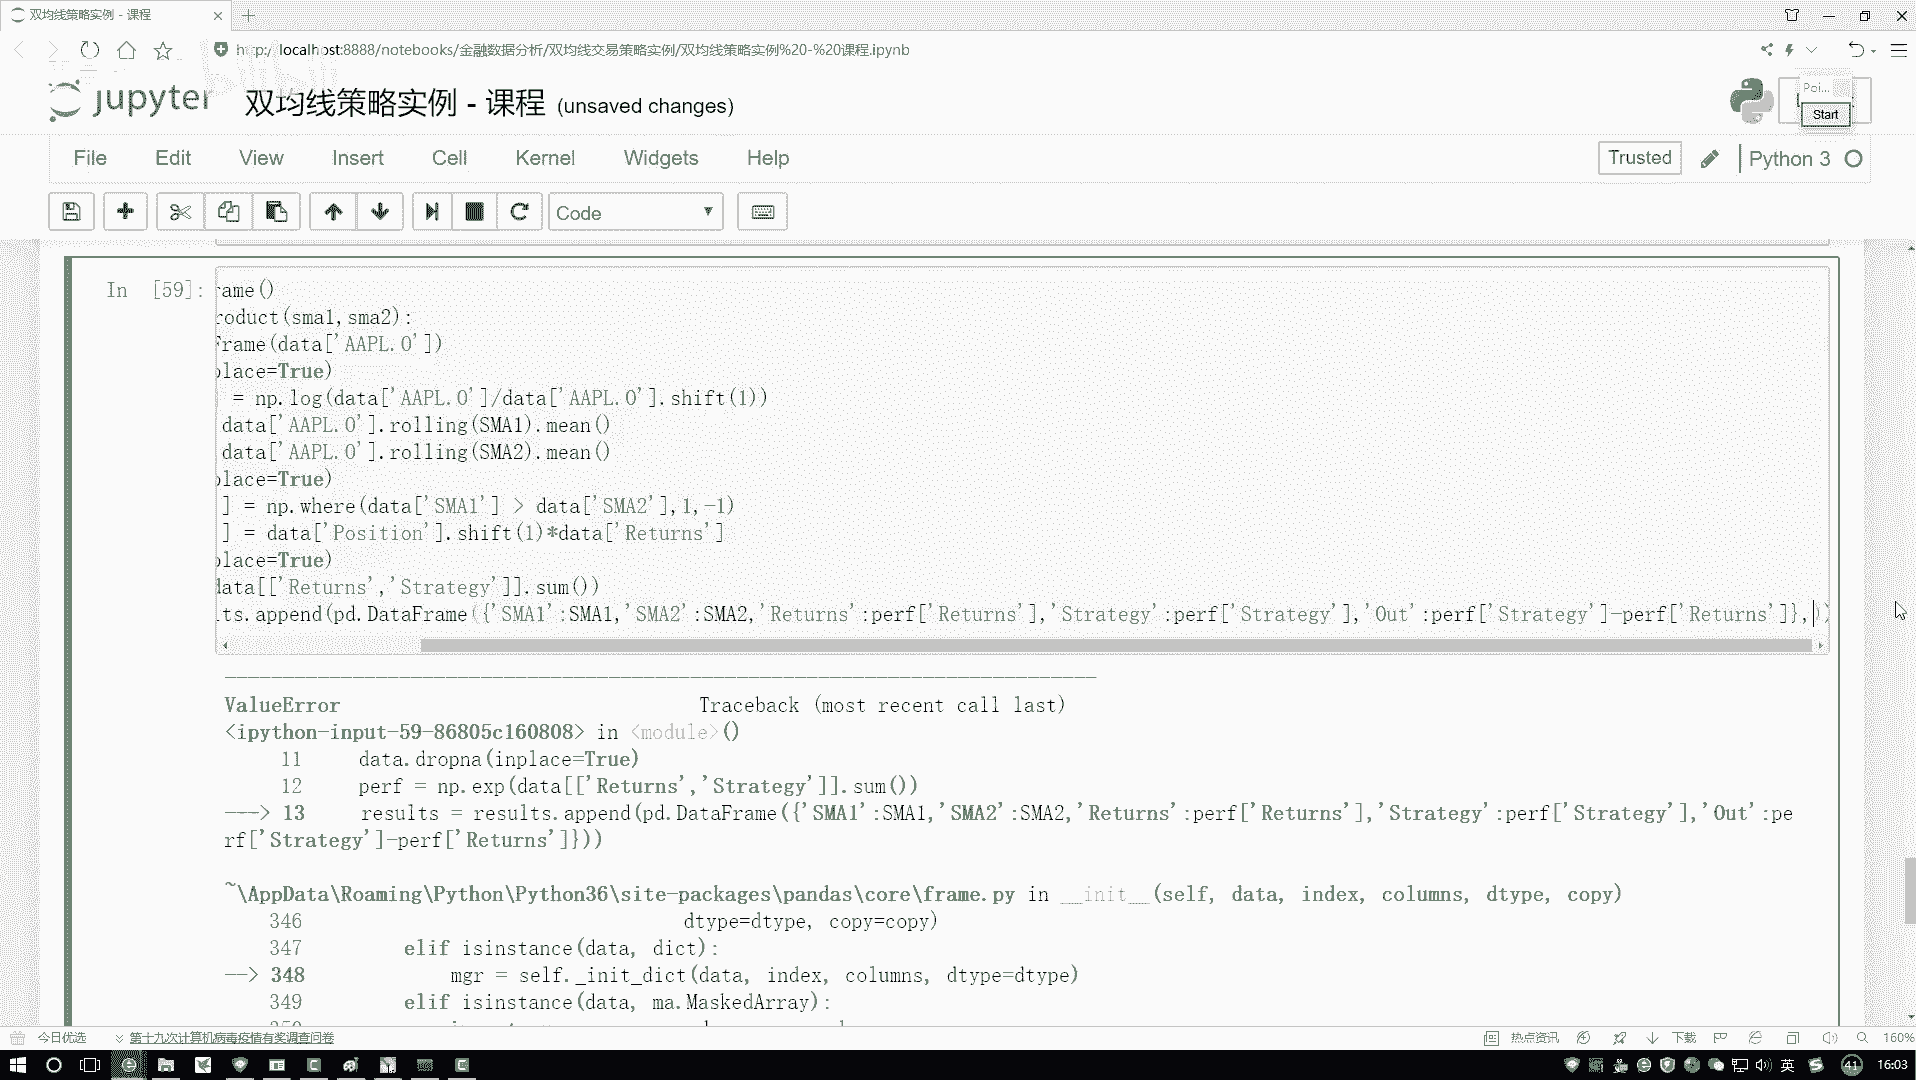 双均线策略实例 - 课程
http://localhost:8888/notebooks/金融数据分析/双均线交易策略实例/双均线策略实例%20-%20课程.ipynb
jupyter 双均线策略实例 - 课程 (unsaved changes)
Poi...
Start
File Edit View Insert Cell Kernel Widgets Help
Trusted
Python 3
Code
In [59]:
rame()
roduct(sma1,sma2):
Frame(data['AAPL.O'])
place=True)
= np.log(data['AAPL.O']/data['AAPL.O'].shift(1))
data['AAPL.O'].rolling(SMA1).mean()
data['AAPL.O'].rolling(SMA2).mean()
place=True)
] = np.where(data['SMA1'] > data['SMA2'],1,-1)
] = data['Position'].shift(1)*data['Returns']
place=True)
data[['Returns','Strategy']].sum())
lts.append(pd.DataFrame({'SMA1':SMA1,'SMA2':SMA2,'Returns':perf['Returns'],'Strategy':perf['Strategy'],'Out':perf['Strategy']-perf['Returns']},))
ValueError Traceback (most recent call last)
<ipython-input-59-86805c160808> in <module>()
11 data.dropna(inplace=True)
12 perf = np.exp(data[['Returns','Strategy']].sum())
---> 13 results = results.append(pd.DataFrame({'SMA1':SMA1,'SMA2':SMA2,'Returns':perf['Returns'],'Strategy':perf['Strategy'],'Out':pe
rf['Strategy']-perf['Returns']}))
~\AppData\Roaming\Python\Python36\site-packages\pandas\core\frame.py in __init__(self, data, index, columns, dtype, copy)
346 dtype=dtype, copy=copy)
347 elif isinstance(data, dict):
--> 348 mgr = self._init_dict(data, index, columns, dtype=dtype)
349 elif isinstance(data, ma.MaskedArray):
今日优选
第十九次计算机病毒疫情有奖调查问卷
热点资讯
下载
160%
英
41
16:03